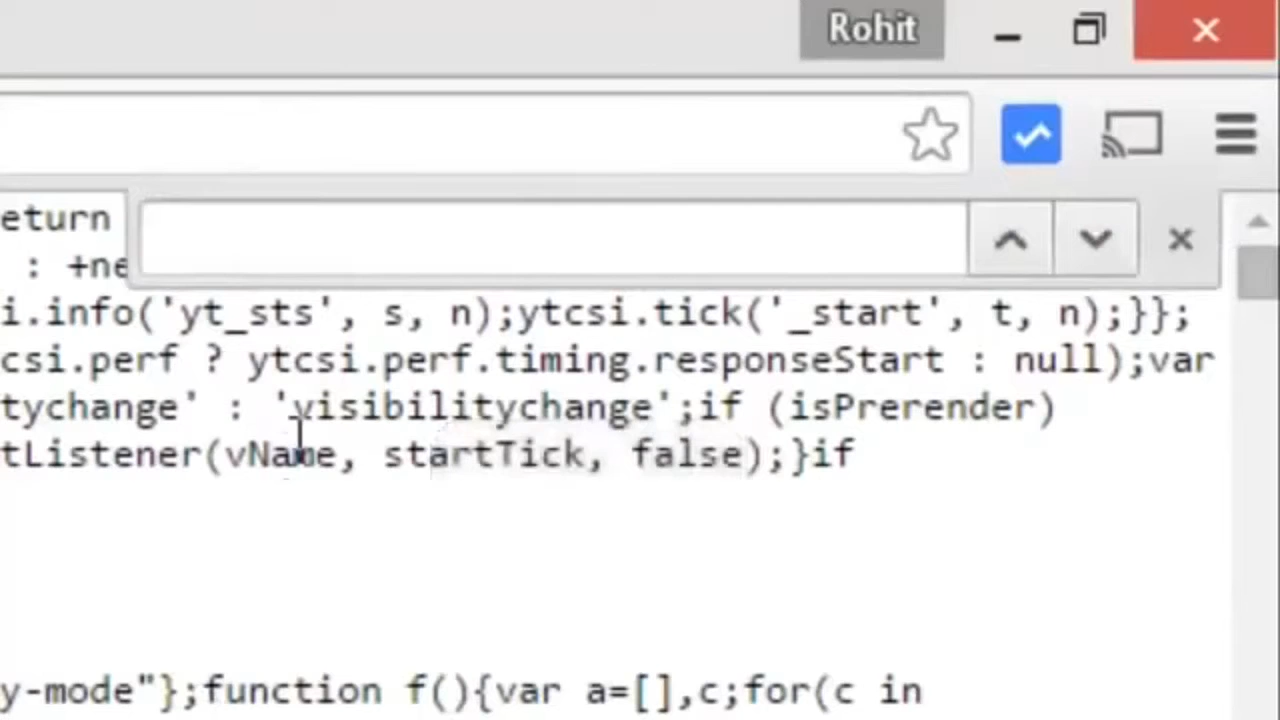 Rohit
eturn
: +ne
i.info('yt_sts', s, n);ytcsi.tick('_start', t, n);}};
csi.perf ? ytcsi.perf.timing.responseStart : null);var
tychange' : 'visibilitychange';if (isPrerender)
tListener(vName, startTick, false);}if
y-mode"};function f(){var a=[],c;for(c in